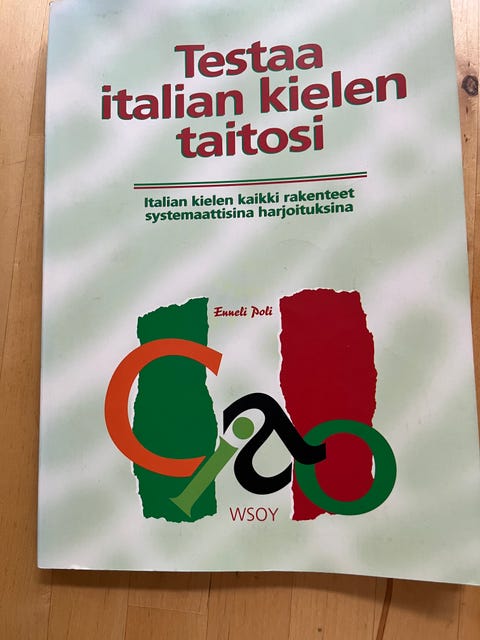 Testaa
italian kielen
taitosi
Italian kielen kaikki rakenteet
systemaattisina harjoituksina
Enneli Poli
Ciao
WSOY